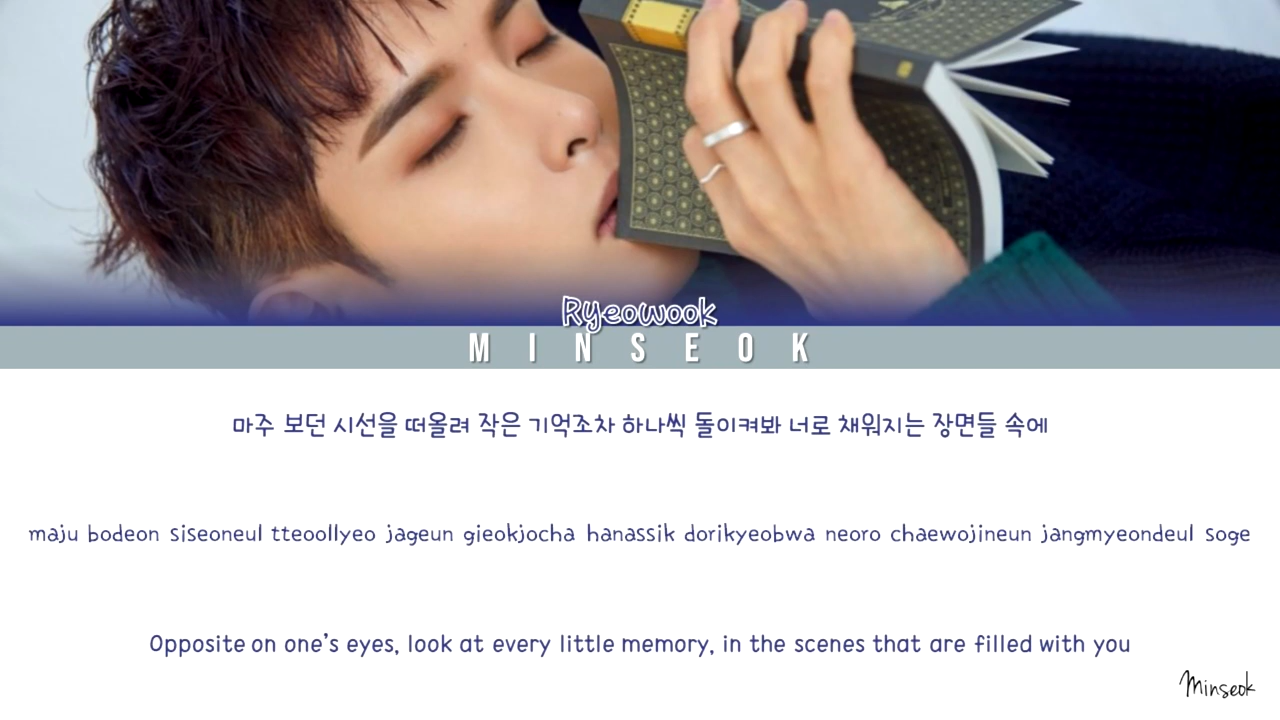 Ryeowook
MINSEOK
마주 보던 시선을 떠올려 작은 기억조차 하나씩 돌이켜봐 너로 채워지는 장면들 속에
maju bodeon siseoneul tteoollyeo jageun gieokjocha hanassik dorikyeobwa neoro chaewojineun jangmyeondeul soge
Opposite on one's eyes, look at every little memory, in the scenes that are filled with you
Minseok